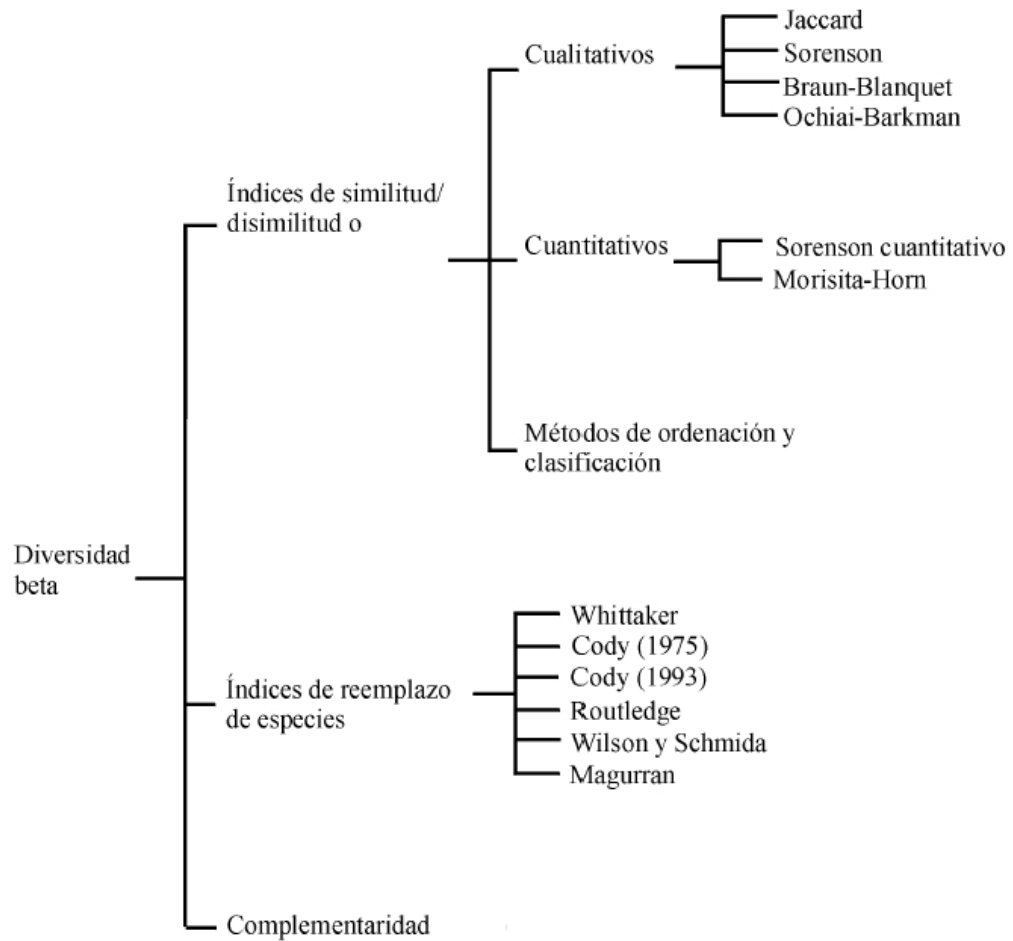 Jaccard
Cualitativos
Sorenson
Braun-Blanquet
Ochiai-Barkman
Índices de similitud/
disimilitud o
Cuantitativos
Sorenson cuantitativo
Morisita-Horn
Métodos de ordenación y
clasificación
Diversidad
beta
Índices de reemplazo
de especies
Whittaker
Cody (1975)
Cody (1993)
Routledge
Wilson y Schmida
Magurran
Complementaridad